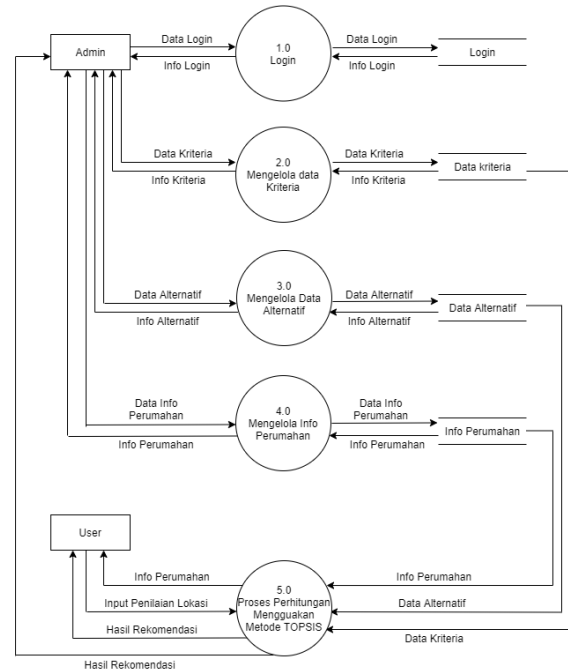 Admin
Data Login
Info Login
1.0
Login
Data Login
Info Login
Login
Data Kriteria
Info Kriteria
2.0
Mengelola data
Kriteria
Data Kriteria
Info Kriteria
Data kriteria
Data Alternatif
Info Alternatif
3.0
Mengelola Data
Alternatif
Data Alternatif
Info Alternatif
Data Alternatif
Data Info
Perumahan
Info Perumahan
4.0
Mengelola Info
Perumahan
Data Info
Perumahan
Info Perumahan
Info Perumahan
User
Info Perumahan
Input Penilaian Lokasi
Hasil Rekomendasi
Hasil Rekomendasi
5.0
Proses Perhitungan
Mengguakan
Metode TOPSIS
Info Perumahan
Data Alternatif
Data Kriteria